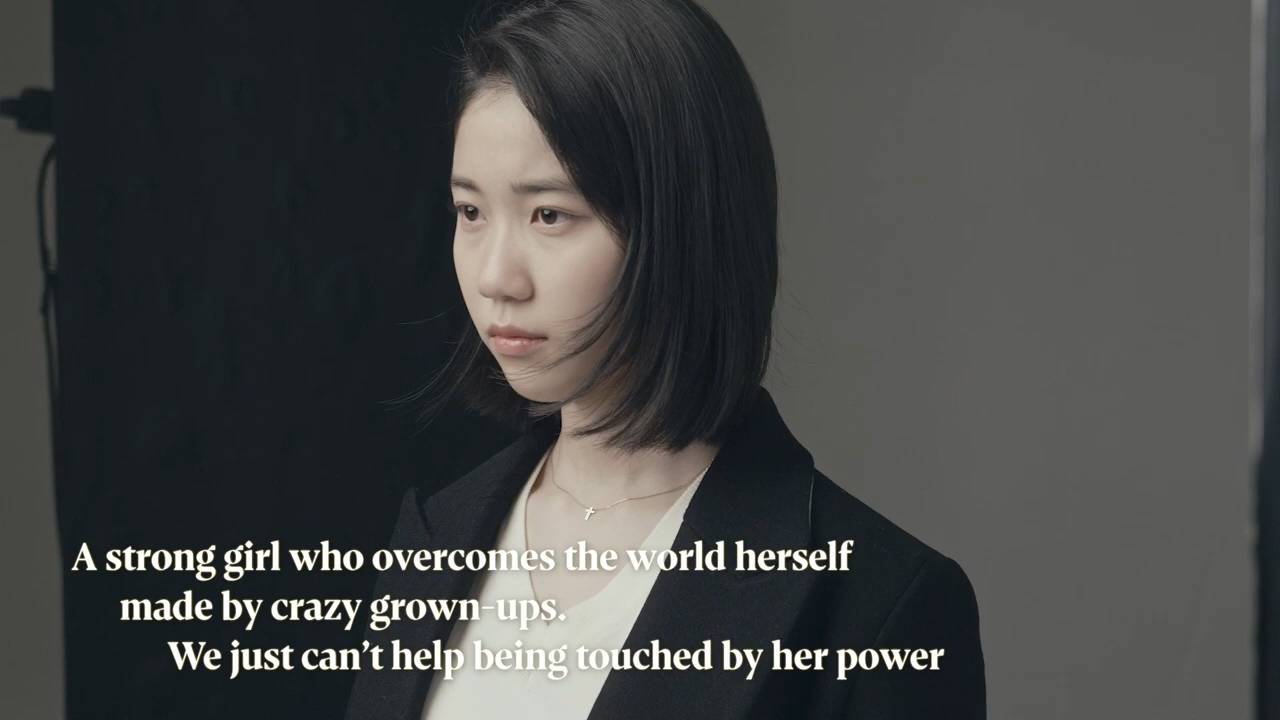 A strong girl who overcomes the world herself
made by crazy grown-ups.
We just can’t help being touched by her power